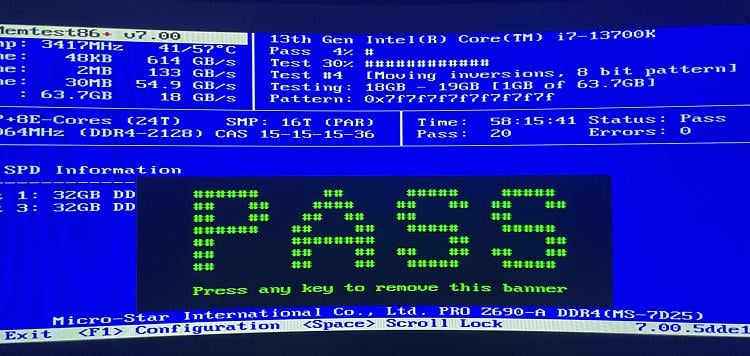 Memtest86+ v7.00
13th Gen Intel(R) Core(TM) i7-13700K
mp: 3417MHz 41/57°C
Pass 4% #
he: 48KB 614 GB/s
Test 30% ############
he: 2MB 133 GB/s
Test #4 [Moving inversions, 8 bit pattern]
he: 30MB 54.9 GB/s
Testing: 18GB - 19GB [1GB of 63.7GB]
: 63.7GB 18 GB/s
Pattern: 0x7f7f7f7f7f7f7f7f
P+8E-Cores (24T) SMP: 16T (PAR)
Time: 58:15:41 Status: Pass
064MHz (DDR4-2128) CAS 15-15-15-36
Pass: 20 Errors: 0
SPD Information
1: 32GB DD
3: 32GB DD
PASS
Press any key to remove this banner
Micro-Star International Co., Ltd. PRO Z690-A DDR4(MS-7D25)
Exit <F1> Configuration <Space> Scroll Lock 7.00.5dde1